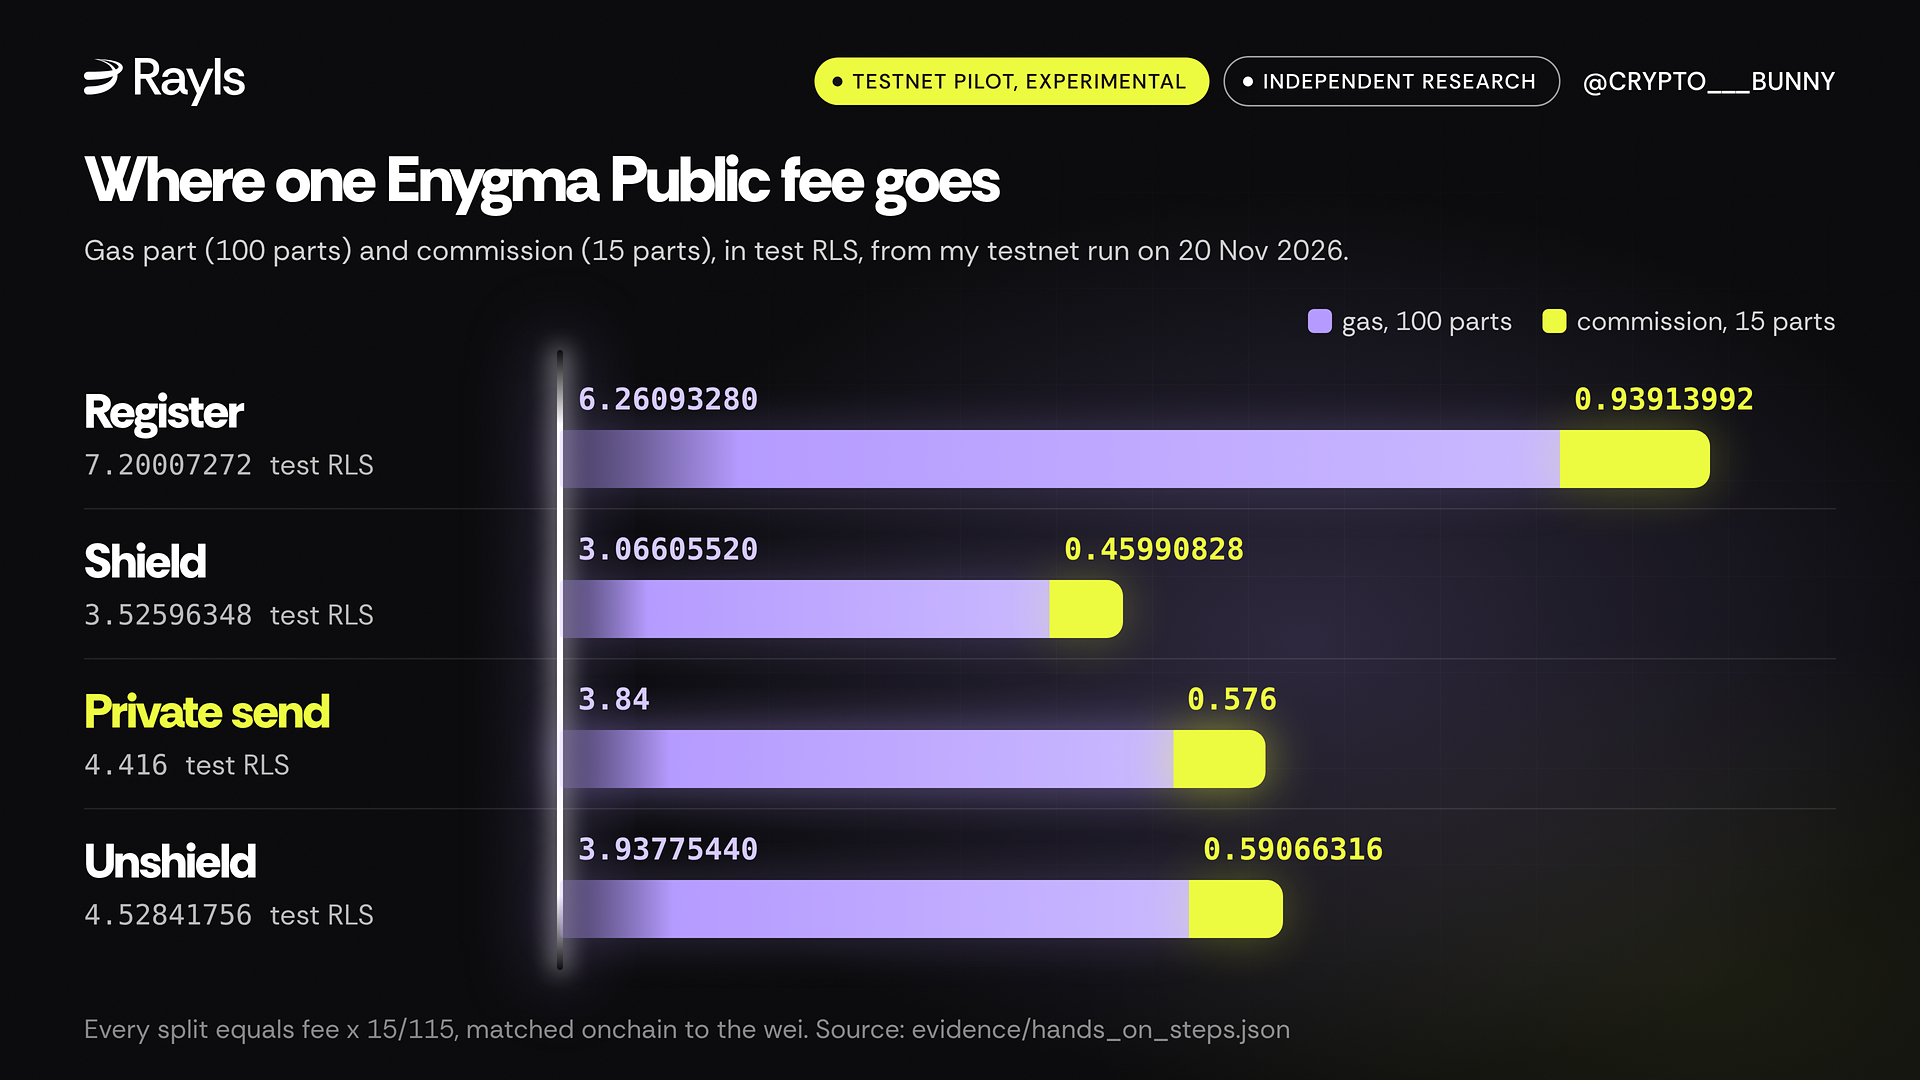 Rayls
TESTNET PILOT, EXPERIMENTAL
INDEPENDENT RESEARCH
@CRYPTO___BUNNY
Where one Enygma Public fee goes
Gas part (100 parts) and commission (15 parts), in test RLS, from my testnet run on 20 Nov 2026.
gas, 100 parts
commission, 15 parts
Register
7.20007272 test RLS
6.26093280
0.93913992
Shield
3.52596348 test RLS
3.06605520
0.45990828
Private send
4.416 test RLS
3.84
0.576
Unshield
4.52841756 test RLS
3.93775440
0.59066316
Every split equals fee x 15/115, matched onchain to the wei. Source: evidence/hands_on_steps.json